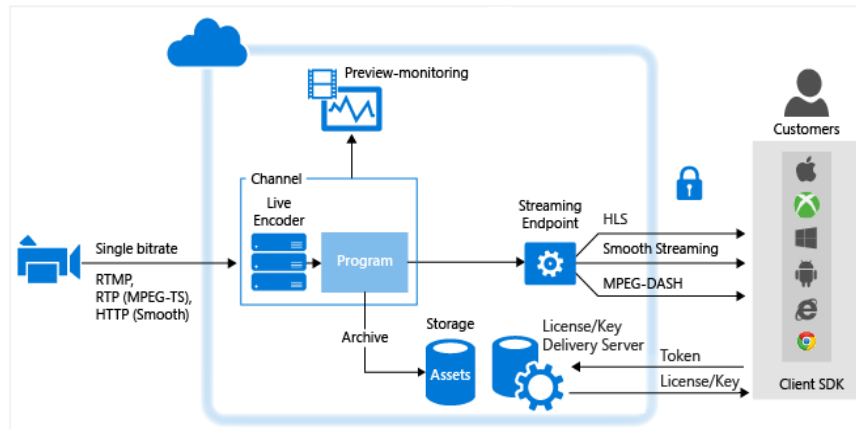 Preview-monitoring
Customers
Channel
Live
Encoder
Program
Streaming
Endpoint
HLS
Smooth Streaming
MPEG-DASH
Single bitrate
RTMP,
RTP (MPEG-TS),
HTTP (Smooth)
Archive
Storage
Assets
License/Key
Delivery Server
Token
License/Key
Client SDK